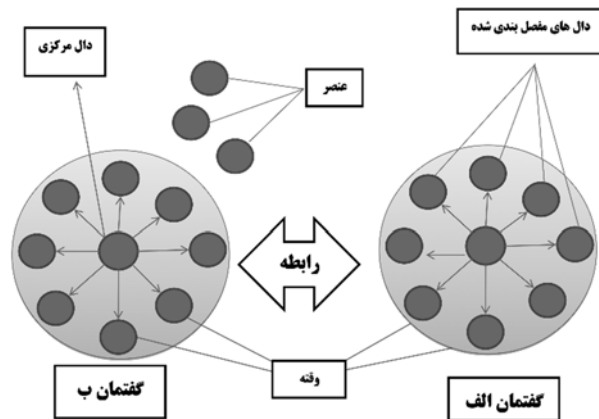 دال های مفصل بندی شده
عنصر
دال مرکزی
رابطه
وقته
گفتمان الف
گفتمان ب